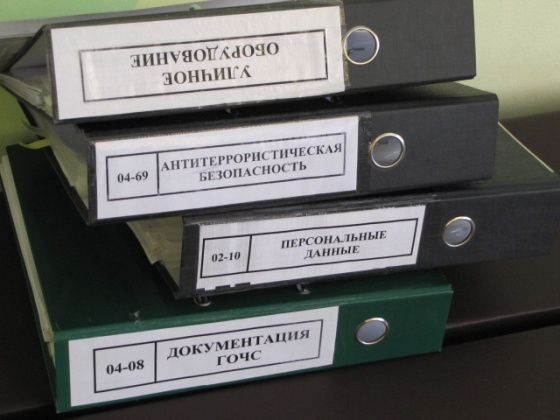 УЛИЧНОЕ
ОБОРУДОВАНИЕ
04-69
АНТИТЕРРОРИСТИЧЕСКАЯ
БЕЗОПАСНОСТЬ
02-10
ПЕРСОНАЛЬНЫЕ
ДАННЫЕ
04-08
ДОКУМЕНТАЦИЯ
ГОЧС